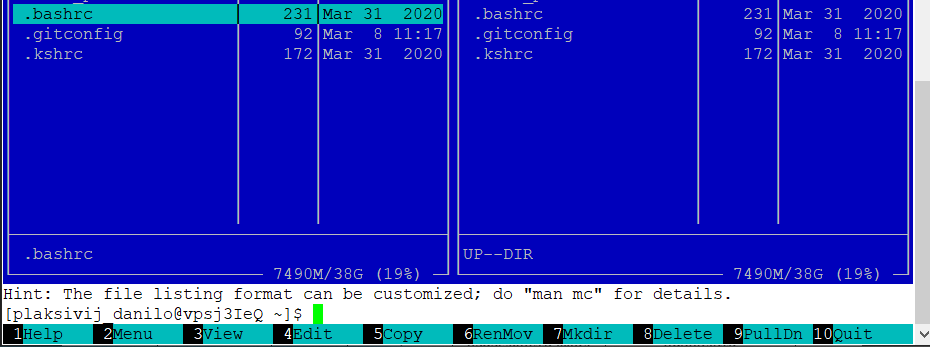 .bashrc 231 Mar 31 2020 .bashrc 231 Mar 31 2020
.gitconfig 92 Mar 8 11:17 .gitconfig 92 Mar 8 11:17
.kshrc 172 Mar 31 2020 .kshrc 172 Mar 31 2020
.bashrc UP--DIR
7490M/38G (19%) 7490M/38G (19%)
Hint: The file listing format can be customized; do "man mc" for details.
[plaksivij_danilo@vpsj3IeQ ~]$
1Help 2Menu 3View 4Edit 5Copy 6RenMov 7Mkdir 8Delete 9PullDn 10Quit